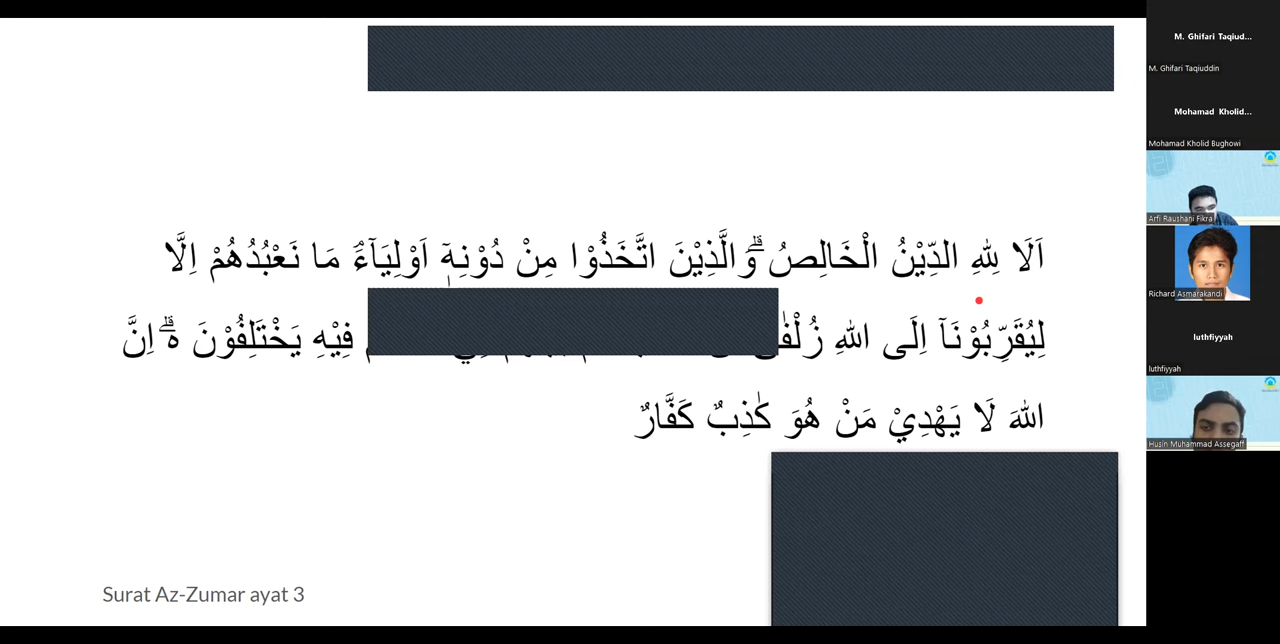 اَلَا لِلّٰهِ الدِّيْنُ الْخَالِصُ ۗوَالَّذِيْنَ اتَّخَذُوْا مِنْ دُوْنِهٖٓ اَوْلِيَاۤءَۘ مَا نَعْبُدُهُمْ اِلَّا
لِيُقَرِّبُوْنَآ اِلَى اللّٰهِ زُلْفٰى فِيْهِ يَخْتَلِفُوْنَ ەۗ اِنَّ
اللّٰهَ لَا يَهْدِيْ مَنْ هُوَ كٰذِبٌ كَفَّارٌ
Surat Az-Zumar ayat 3
M. Ghifari Taqiud...
M. Ghifari Taqiuddin
Mohamad Kholid...
Mohamad Kholid Bughowi
Arfi Raushani Fikra
Richard Asmarakandi
luthfiyyah
luthfiyyah
Husin Muhammad Assegaff